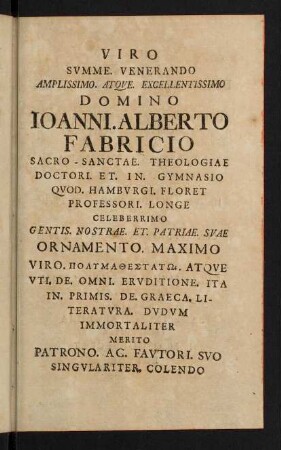 VIRO
SVMME. VENERANDO
AMPLISSIMO. ATQVE. EXCELLENTISSIMO
DOMINO
IOANNI. ALBERTO
FABRICIO
SACRO-SANCTAE. THEOLOGIAE
DOCTORI. ET. IN. GYMNASIO
QVOD. HAMBVRGI. FLORET
PROFESSORI. LONGE
CELEBERRIMO
GENTIS. NOSTRAE. ET. PATRIAE. SVAE
ORNAMENTO. MAXIMO
VIRO. ΠΟΛΥΜΑΘΕΣΤΑΤΩ. ATQVE
VTI. DE. OMNI. ERVDITIONE. ITA
IN. PRIMIS. DE. GRAECA. LI-
TERATVRA. DVDVM
IMMORTALITER
MERITO
PATRONO. AC. FAVTORI. SVO
SINGVLARITER. COLENDO